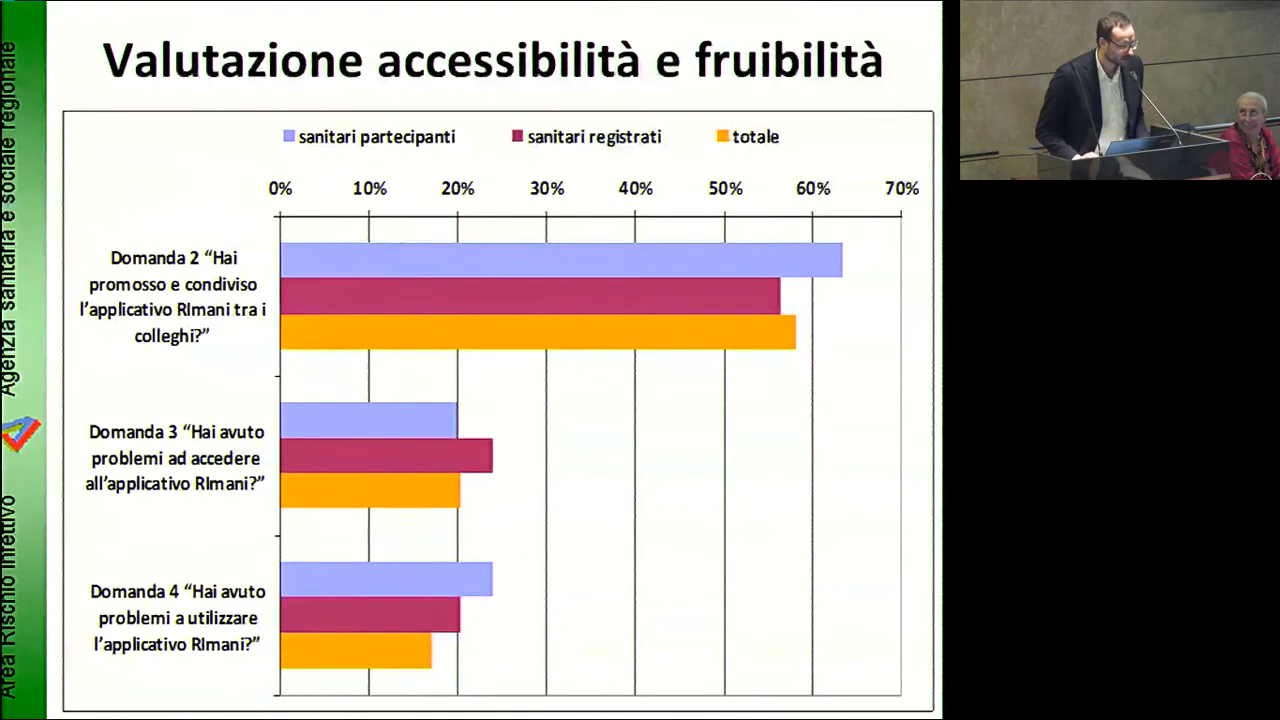 Valutazione accessibilità e fruibilità
sanitari partecipanti
sanitari registrati
totale
0% 10% 20% 30% 40% 50% 60% 70%
Domanda 2 “Hai
promosso e condiviso
l’applicativo RImani tra i
colleghi?”
Domanda 3 “Hai avuto
problemi ad accedere
all’applicativo RImani?”
Domanda 4 “Hai avuto
problemi a utilizzare
l’applicativo RImani?”
Agenzia sanitaria e sociale regionale
Area Rischio Infettivo